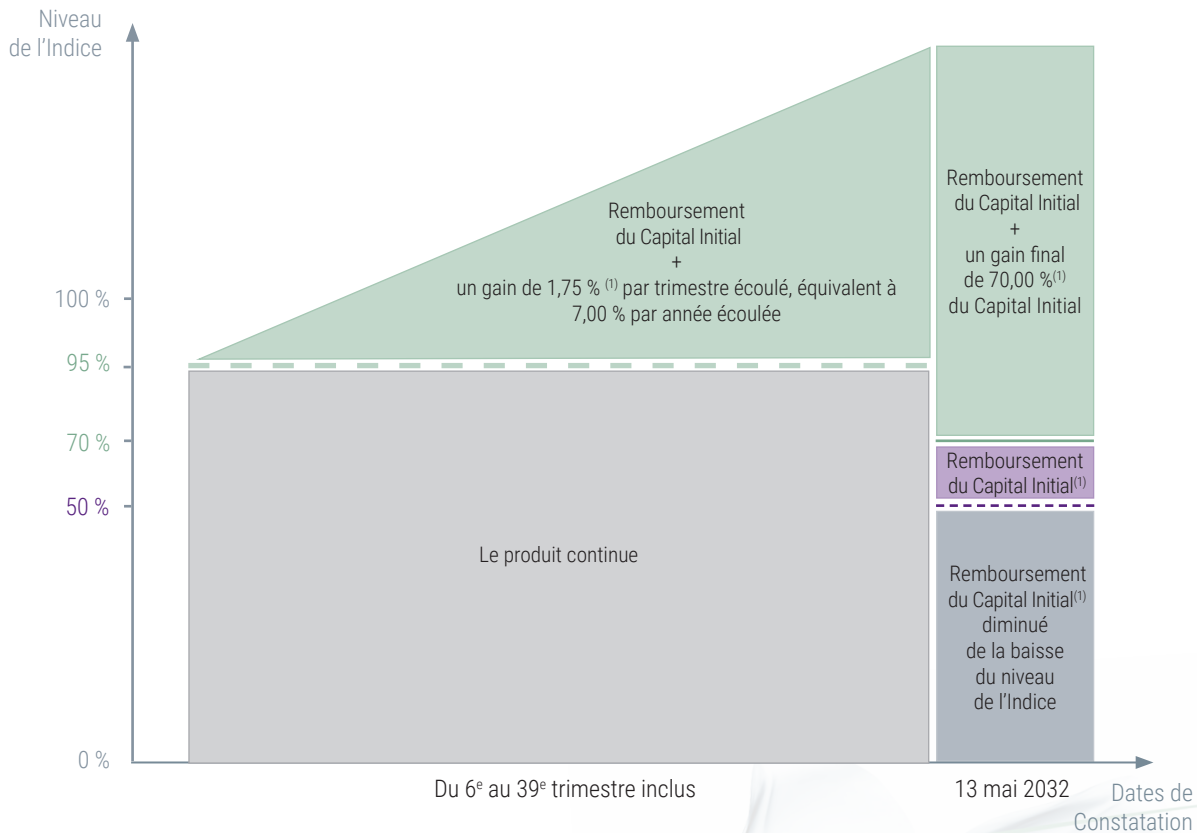 Niveau
de l'Indice
Remboursement
du Capital Initial
+
un gain de 1,75 % (1) par trimestre écoulé, équivalent à
7,00 % par année écoulée
Remboursement
du Capital Initial
+
un gain final
de 70,00 %(1)
du Capital Initial
100 %
95 %
70 %
50 %
0 %
Remboursement
du Capital Initial(1)
Le produit continue
Remboursement
du Capital Initial(1)
diminué
de la baisse
du niveau
de l'Indice
Du 6e au 39e trimestre inclus
13 mai 2032
Dates de
Constatation